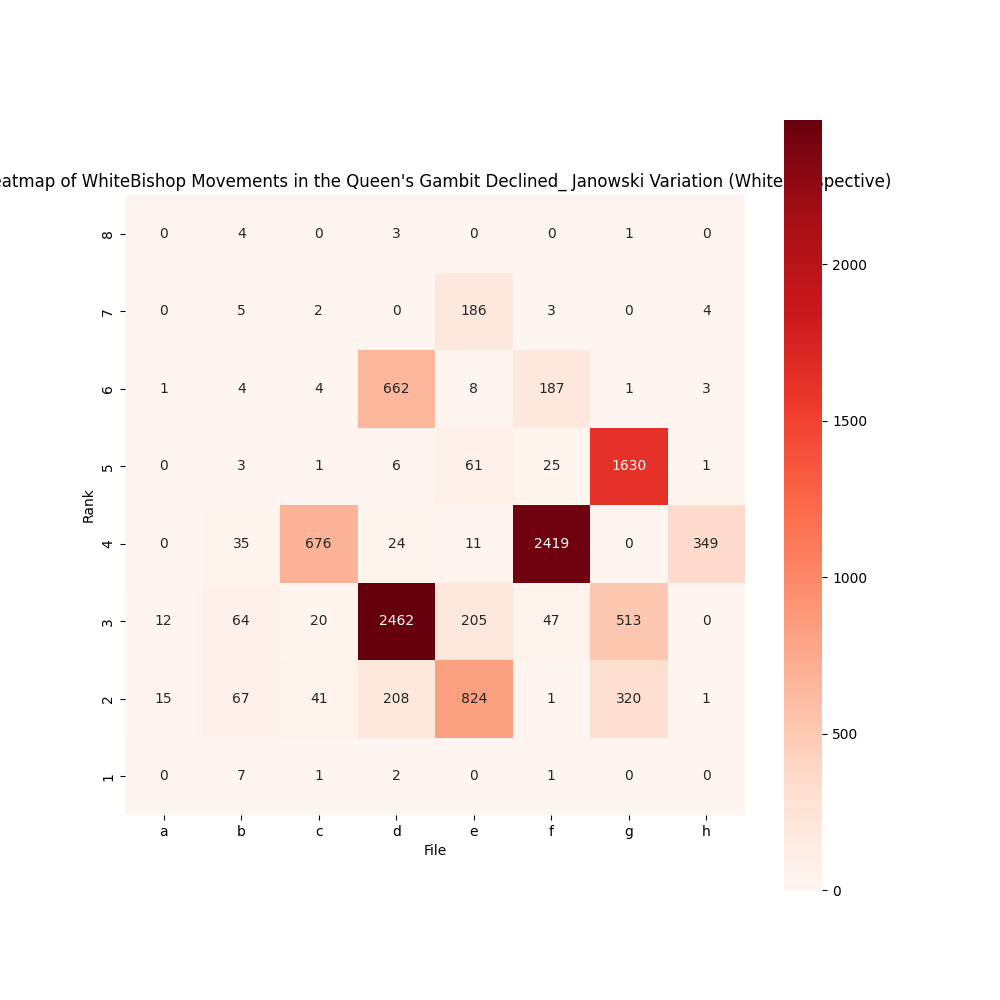 eatmap of WhiteBishop Movements in the Queen's Gambit Declined_ Janowski Variation (White spective)
8 0 4 0 3 0 0 1 0
7 0 5 2 0 186 3 0 4
6 1 4 4 662 8 187 1 3
5 0 3 1 6 61 25 1630 1
4 0 35 676 24 11 2419 0 349
3 12 64 20 2462 205 47 513 0
2 15 67 41 208 824 1 320 1
1 0 7 1 2 0 1 0 0
a b c d e f g h
Rank
File
2000
1500
1000
500
0